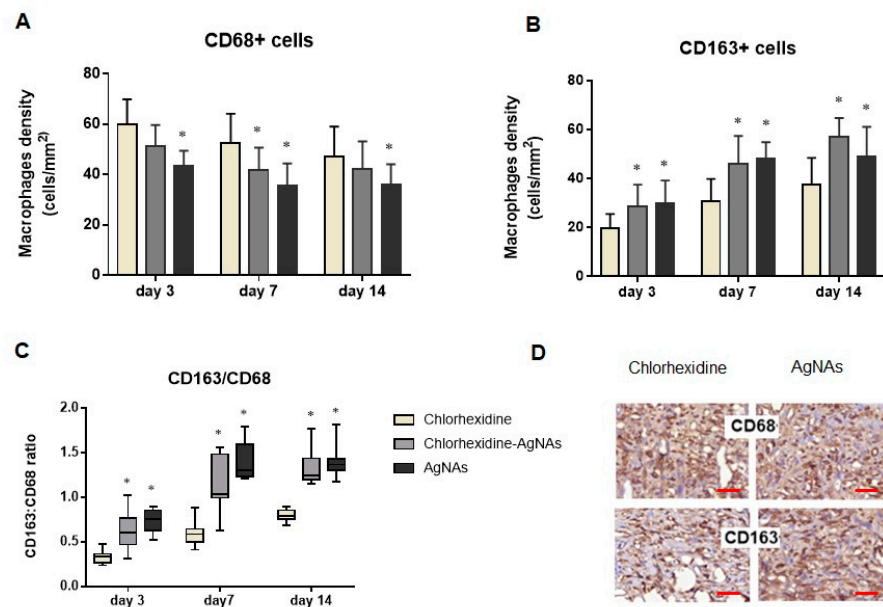 A
CD68+ cells
Macrophages density
(cells/mm²)
80
60
40
20
0
*
*
*
*
day 3
day 7
day 14
B
CD163+ cells
Macrophages density
(cells/mm²)
80
60
40
20
0
*
*
*
*
*
*
day 3
day 7
day 14
C
CD163/CD68
CD163:CD68 ratio
2.0
1.5
1.0
0.5
0.0
*
*
*
*
*
*
day 3
day7
day 14
Chlorhexidine
Chlorhexidine-AgNAs
AgNAs
D
Chlorhexidine
AgNAs
CD68
CD163